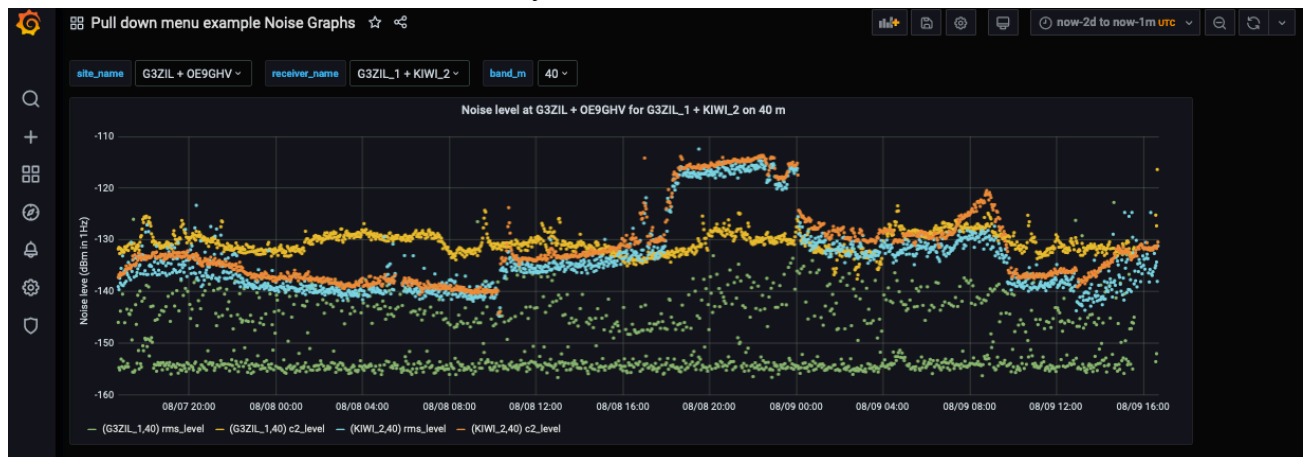 Pull down menu example Noise Graphs
now-2d to now-1m UTC
site_name G3ZIL + OE9GHV receiver_name G3ZIL_1 + KIWI_2 band_m 40
Noise level at G3ZIL + OE9GHV for G3ZIL_1 + KIWI_2 on 40 m
Noise leve (dBm in 1Hz)
-110
-120
-130
-140
-150
-160
08/07 20:00 08/08 00:00 08/08 04:00 08/08 08:00 08/08 12:00 08/08 16:00 08/08 20:00 08/09 00:00 08/09 04:00 08/09 08:00 08/09 12:00 08/09 16:00
(G3ZIL_1,40) rms_level (G3ZIL_1,40) c2_level (KIWI_2,40) rms_level (KIWI_2,40) c2_level